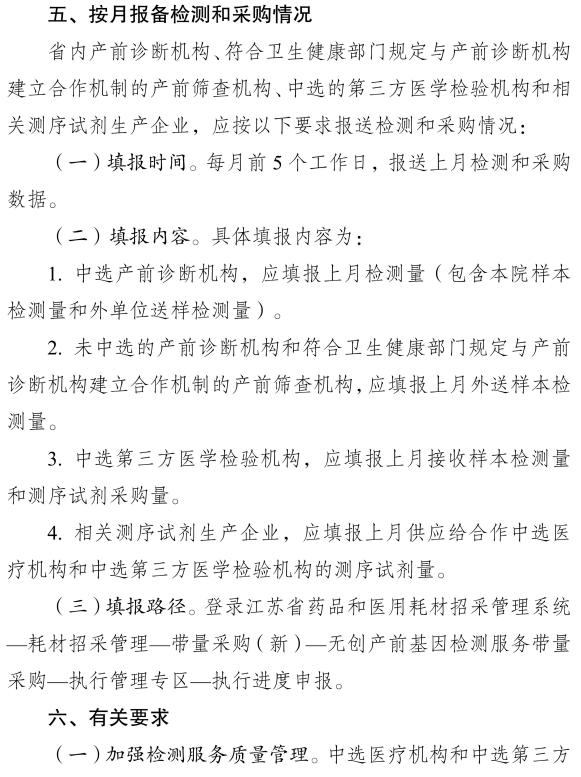 五、按月报备检测和采购情况
省内产前诊断机构、符合卫生健康部门规定与产前诊断机构
建立合作机制的产前筛查机构、中选的第三方医学检验机构和相
关测序试剂生产企业，应按以下要求报送检测和采购情况：
（一）填报时间。每月前 5 个工作日，报送上月检测和采购
数据。
（二）填报内容。具体填报内容为：
1. 中选产前诊断机构，应填报上月检测量（包含本院样本
检测量和外单位送样检测量）。
2. 未中选的产前诊断机构和符合卫生健康部门规定与产前
诊断机构建立合作机制的产前筛查机构，应填报上月外送样本检
测量。
3. 中选第三方医学检验机构，应填报上月接收样本检测量
和测序试剂采购量。
4. 相关测序试剂生产企业，应填报上月供应给合作中选医
疗机构和中选第三方医学检验机构的测序试剂量。
（三）填报路径。登录江苏省药品和医用耗材招采管理系统
—耗材招采管理—带量采购（新）—无创产前基因检测服务带量
采购—执行管理专区—执行进度申报。
六、有关要求
（一）加强检测服务质量管理。中选医疗机构和中选第三方